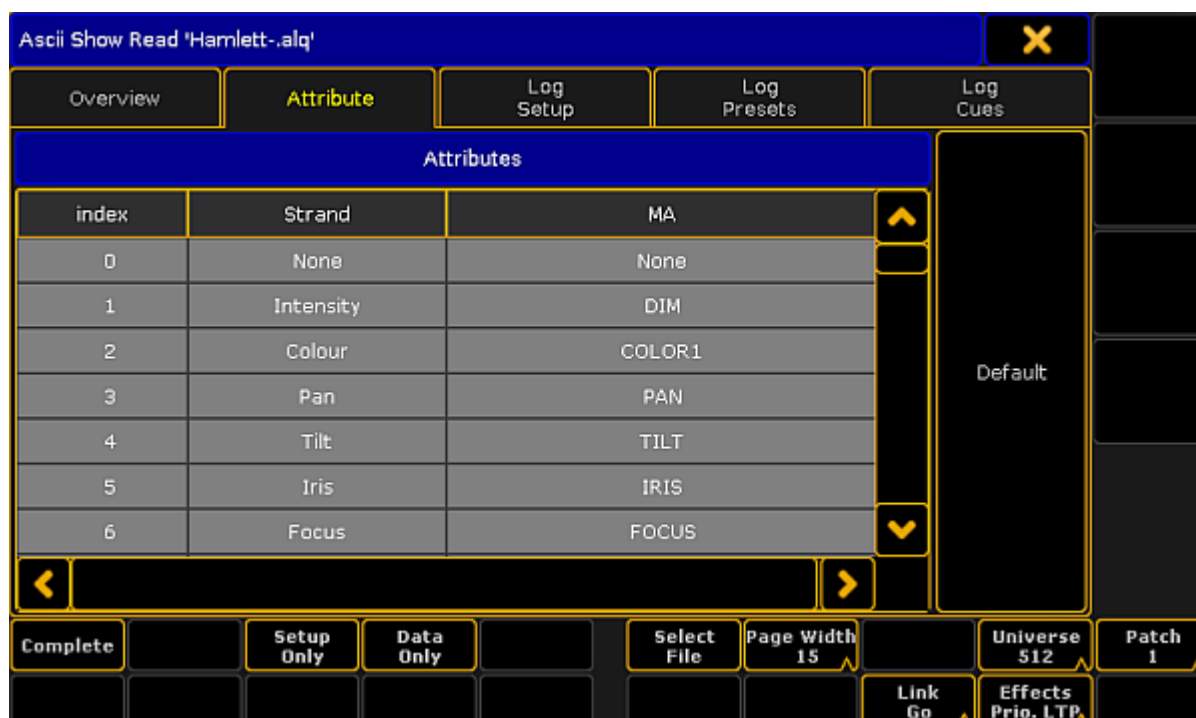 Ascii Show Read 'Hamlett-.alq'
Overview
Attribute
Log
Setup
Log
Presets
Log
Cues
Attributes
index Strand MA
0 None None
1 Intensity DIM
2 Colour COLOR1
3 Pan PAN
4 Tilt TILT
5 Iris IRIS
6 Focus FOCUS
Default
Complete
Setup
Only
Data
Only
Select
File
Page Width
15
Universe
512
Patch
1
Link
Go
Effects
Prio. LTP